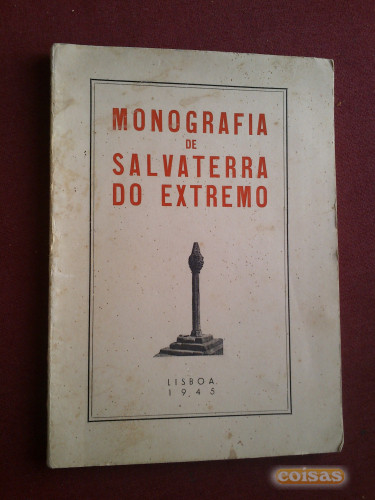 MONOGRAFIA
DE
SALVATERRA
DO EXTREMO
LISBOA
1945
coisas